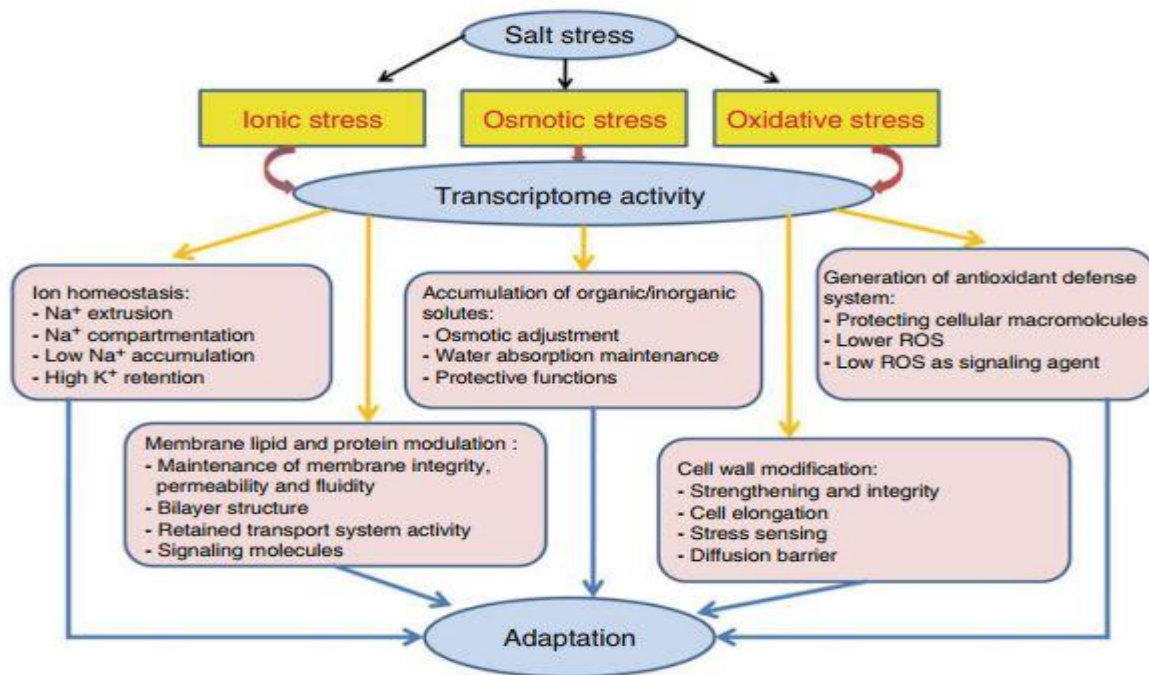 Salt stress
Ionic stress
Osmotic stress
Oxidative stress
Transcriptome activity
Ion homeostasis:
- Na⁺ extrusion
- Na⁺ compartmentation
- Low Na⁺ accumulation
- High K⁺ retention
Accumulation of organic/inorganic
solutes:
- Osmotic adjustment
- Water absorption maintenance
- Protective functions
Generation of antioxidant defense
system:
- Protecting cellular macromolcules
- Lower ROS
- Low ROS as signaling agent
Membrane lipid and protein modulation :
- Maintenance of membrane integrity,
permeability and fluidity
- Bilayer structure
- Retained transport system activity
- Signaling molecules
Cell wall modification:
- Strengthening and integrity
- Cell elongation
- Stress sensing
- Diffusion barrier
Adaptation